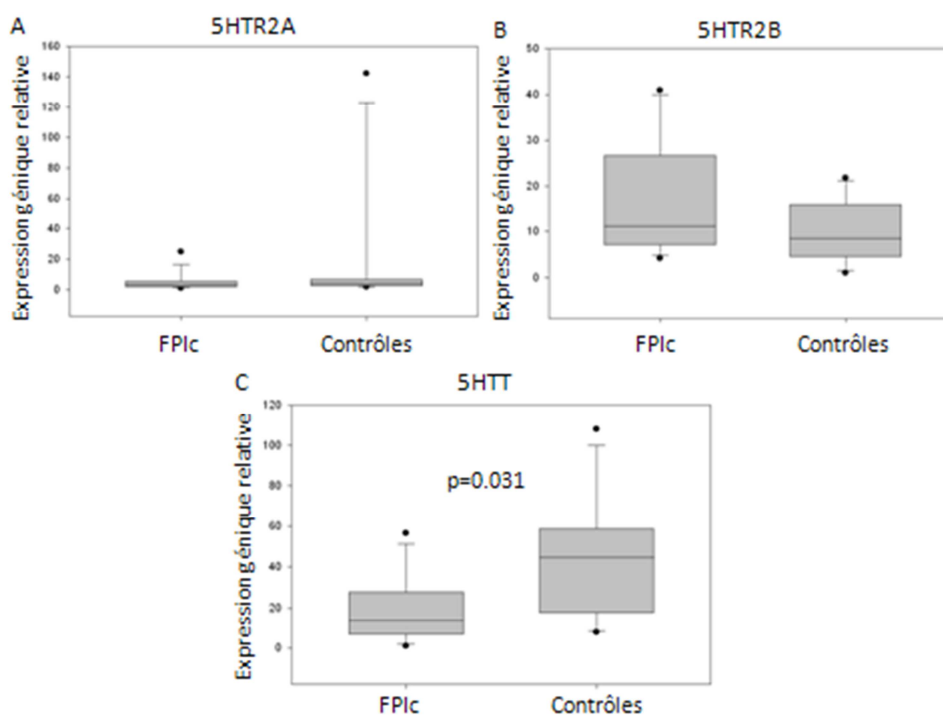 A
5HTR2A
Expression génique relative
160
140
120
100
80
60
40
20
0
FPIc
Contrôles
B
5HTR2B
Expression génique relative
50
40
30
20
10
0
FPIc
Contrôles
C
5HTT
Expression génique relative
120
100
80
60
40
20
0
p=0.031
FPIc
Contrôles